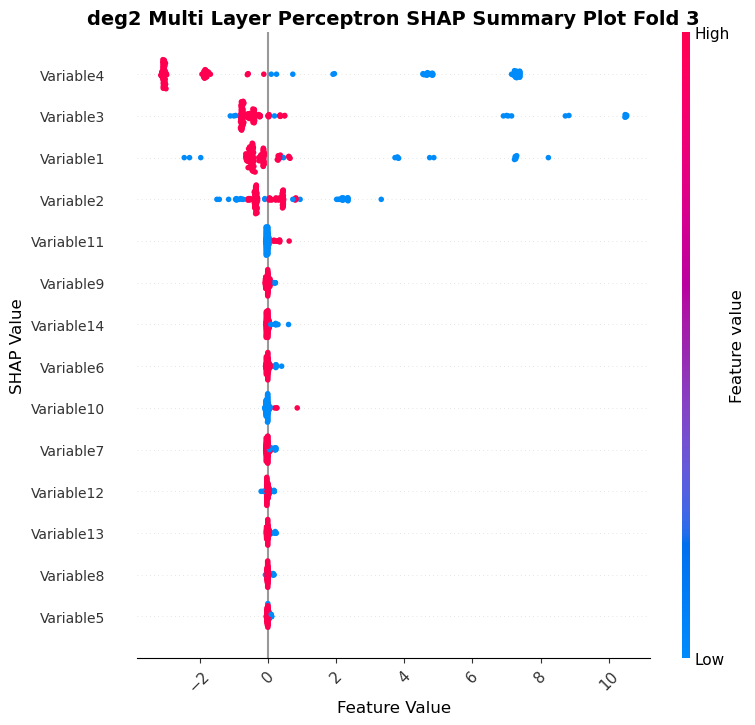 deg2 Multi Layer Perceptron SHAP Summary Plot Fold 3
High
Variable4
Variable3
Variable1
Variable2
Variable11
Variable9
Variable14
Variable6
Variable10
Variable7
Variable12
Variable13
Variable8
Variable5
SHAP Value
Feature value
Low
−2 0 2 4 6 8 10
Feature Value